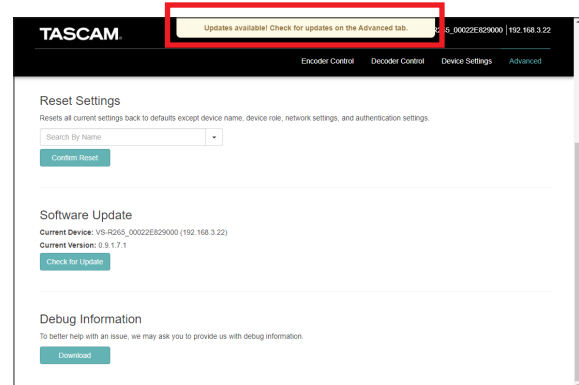 TASCAM
Updates available! Check for updates on the Advanced tab.
265_00022E829000 | 192.168.3.22
Encoder Control Decoder Control Device Settings Advanced
Reset Settings
Resets all current settings back to defaults except device name, device role, network settings, and authentication settings.
Search By Name
Confirm Reset
Software Update
Current Device: VS-R265_00022E829000 (192.168.3.22)
Current Version: 0.9.1.7.1
Check for Update
Debug Information
To better help with an issue, we may ask you to provide us with debug information.
Download